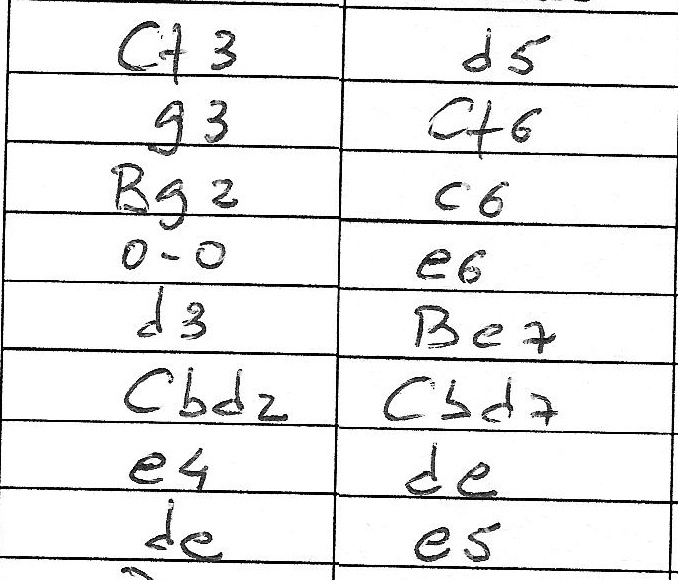 Cf3 d5
g3 Cf6
Bg2 c6
0-0 e6
d3 Be7
Cbd2 Cbd7
e4 de
de e5